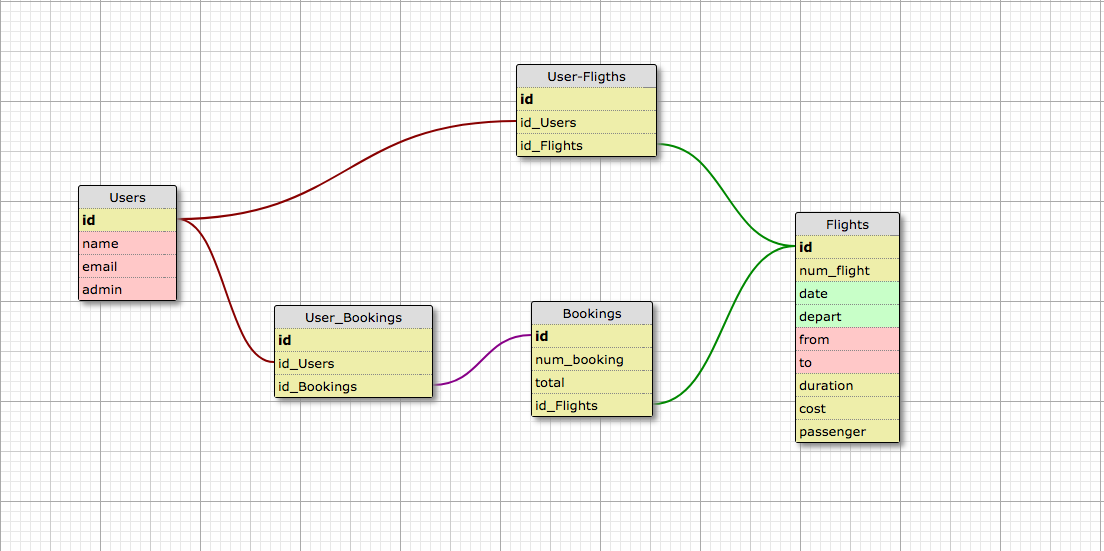 User-Fligths
id
id_Users
id_Flights
Users
id
name
email
admin
User_Bookings
id
id_Users
id_Bookings
Bookings
id
num_booking
total
id_Flights
Flights
id
num_flight
date
depart
from
to
duration
cost
passenger